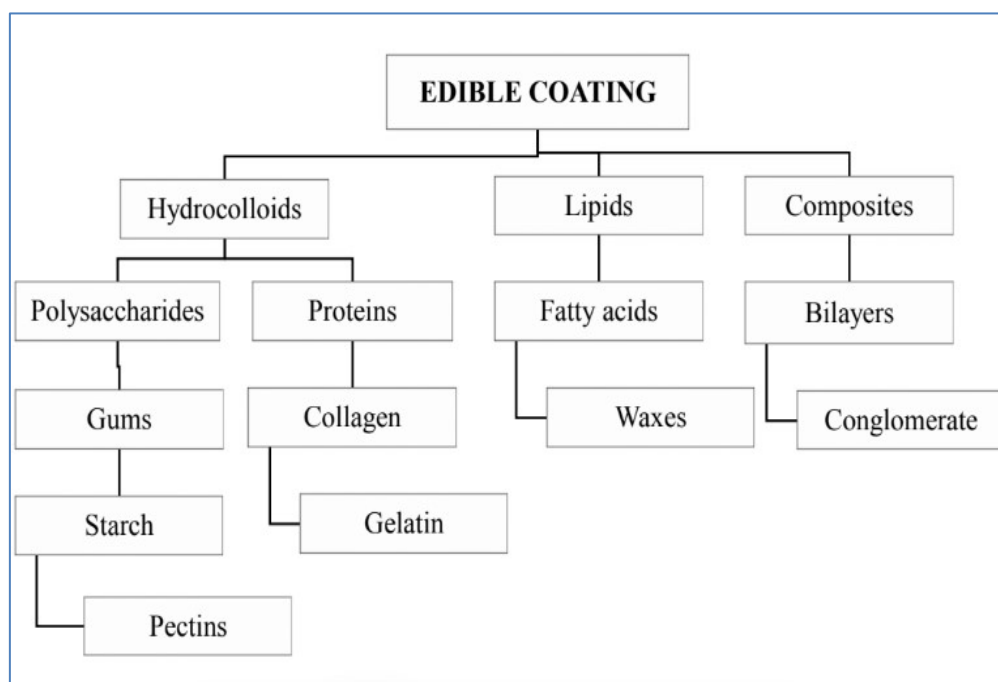 EDIBLE COATING
Hydrocolloids
Lipids
Composites
Polysaccharides
Proteins
Fatty acids
Bilayers
Gums
Collagen
Waxes
Conglomerate
Starch
Gelatin
Pectins